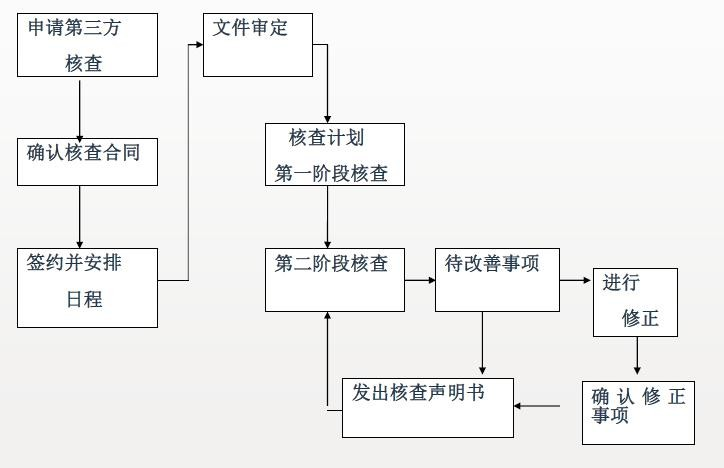 申请第三方
核查
确认核查合同
签约并安排
日程
文件审定
核查计划
第一阶段核查
第二阶段核查
待改善事项
进行
修正
确认修正
事项
发出核查声明书